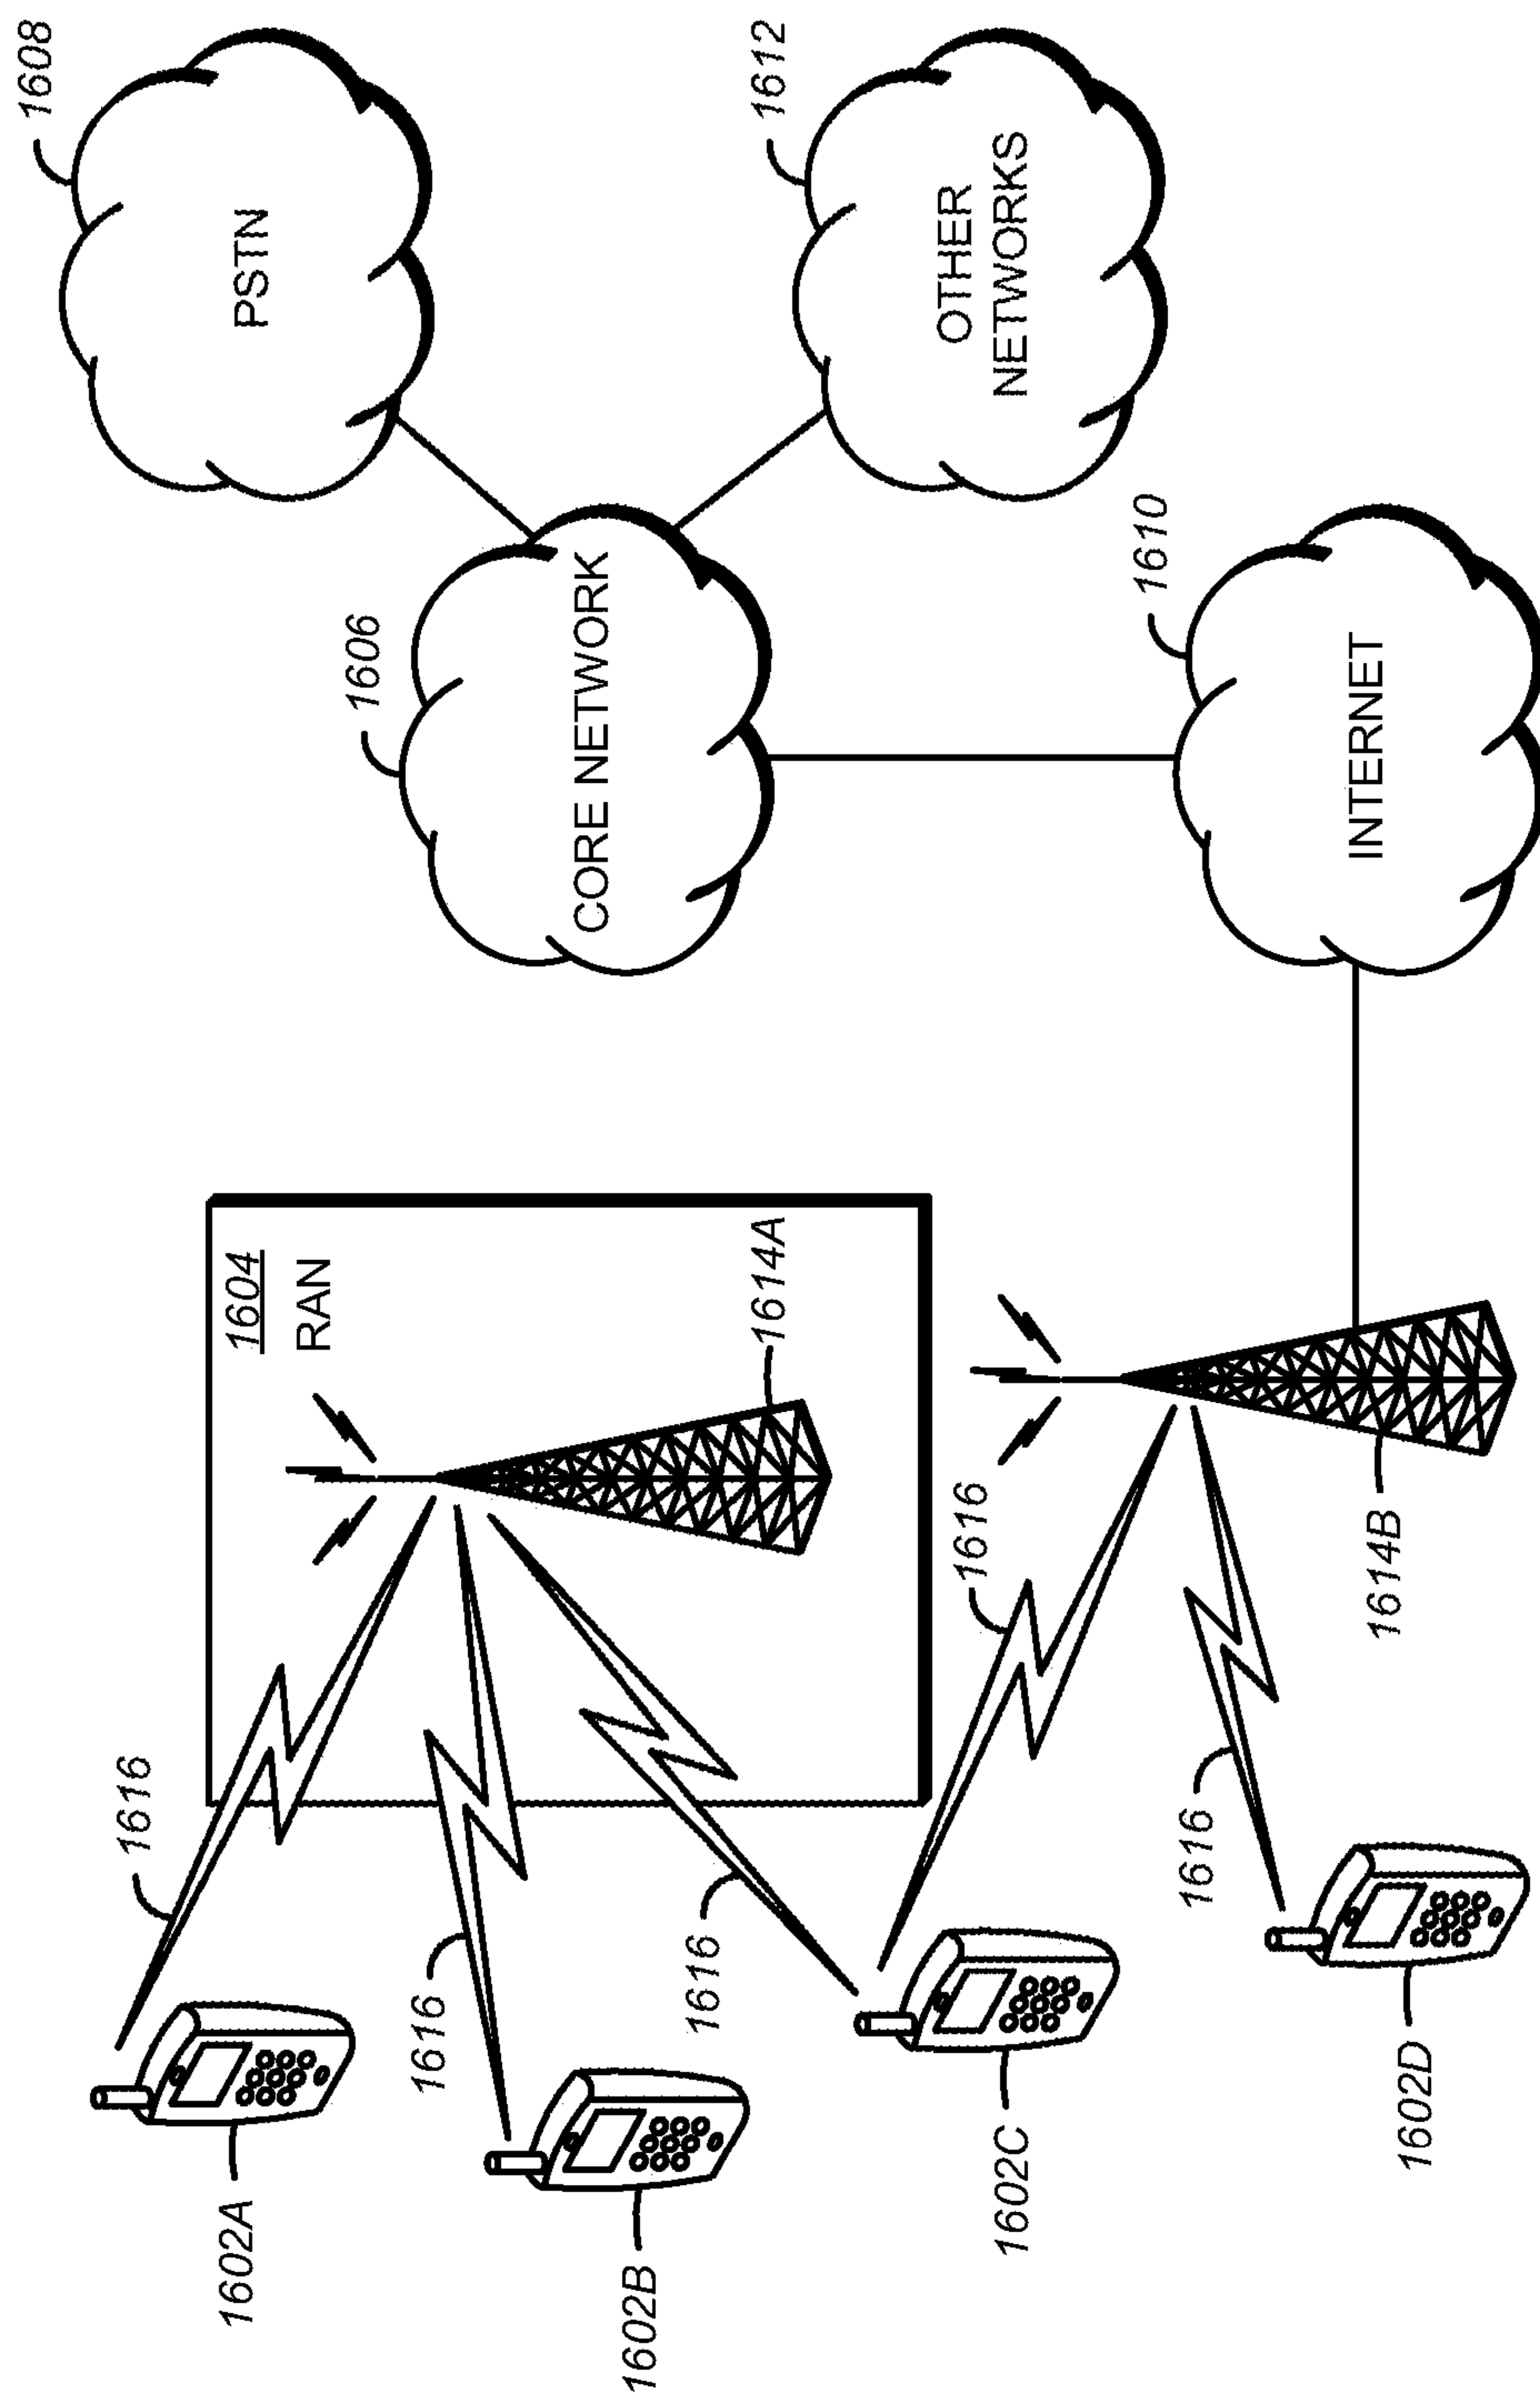 1602A
1616
1604
RAN
1614A
1606
CORE NETWORK
1608
PSTN
1602B
1616
1616
1602C
1616
1612
OTHER
NETWORKS
1610
INTERNET
1602D
1616
1614B